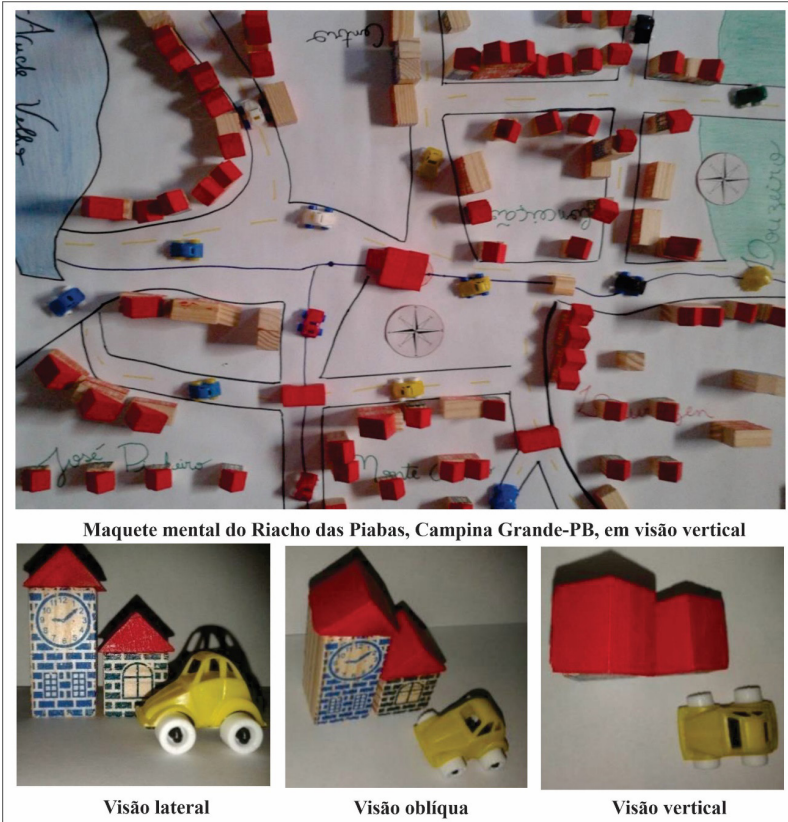 Açude Velho
Centro
Conceição
José Pinheiro
Monte
Maquete mental do Riacho das Piabas, Campina Grande-PB, em visão vertical
Visão lateral
Visão oblíqua
Visão vertical